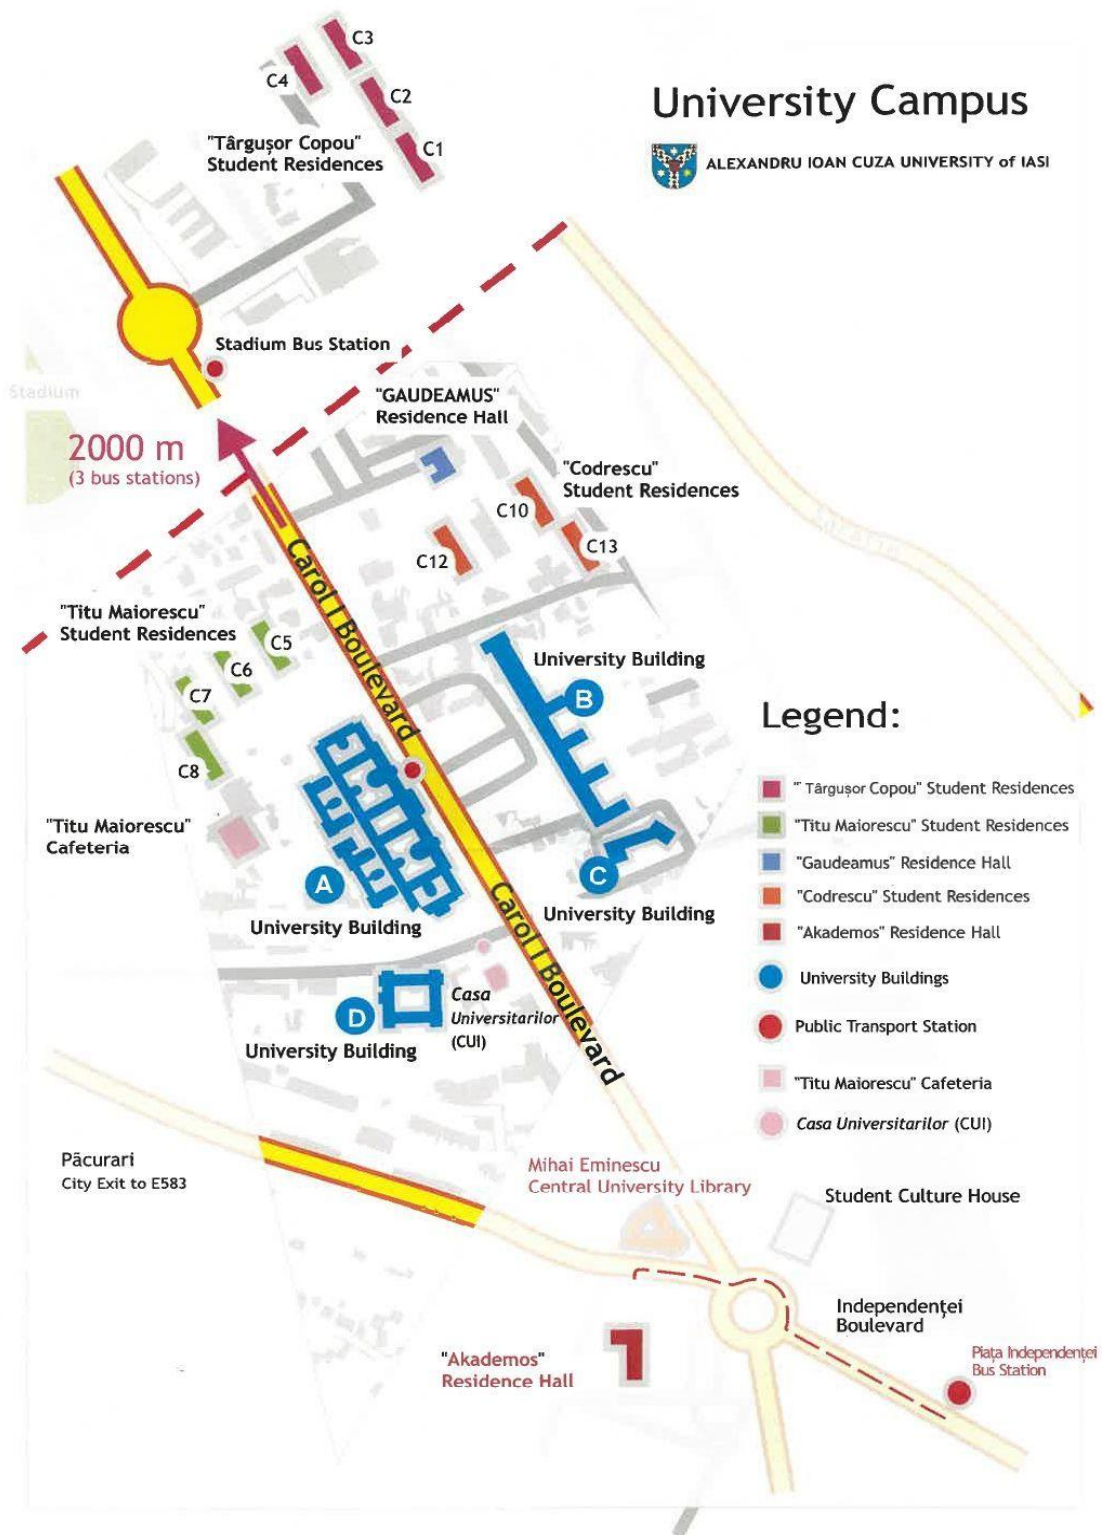 C3
C4
C2
C1
"Târgușor Copou"
Student Residences
University Campus
ALEXANDRU IOAN CUZA UNIVERSITY of IASI
Stadium Bus Station
Stadium
"GAUDEAMUS"
Residence Hall
2000 m
(3 bus stations)
"Codrescu"
Student Residences
C10
C12
C13
Carol I Boulevard
"Titu Maiorescu"
Student Residences
C5
C6
C7
C8
University Building
B
"Titu Maiorescu"
Cafeteria
A
University Building
C
University Building
Carol I Boulevard
D
University Building
Casa
Universitarilor
(CUI)
Legend:
" Târgușor Copou" Student Residences
"Titu Maiorescu" Student Residences
"Gaudeamus" Residence Hall
"Codrescu" Student Residences
"Akademos" Residence Hall
University Buildings
Public Transport Station
"Titu Maiorescu" Cafeteria
Casa Universitarilor (CUI)
Păcurari
City Exit to E583
Mihai Eminescu
Central University Library
Student Culture House
Independenței
Boulevard
Piața Independenței
Bus Station
"Akademos"
Residence Hall